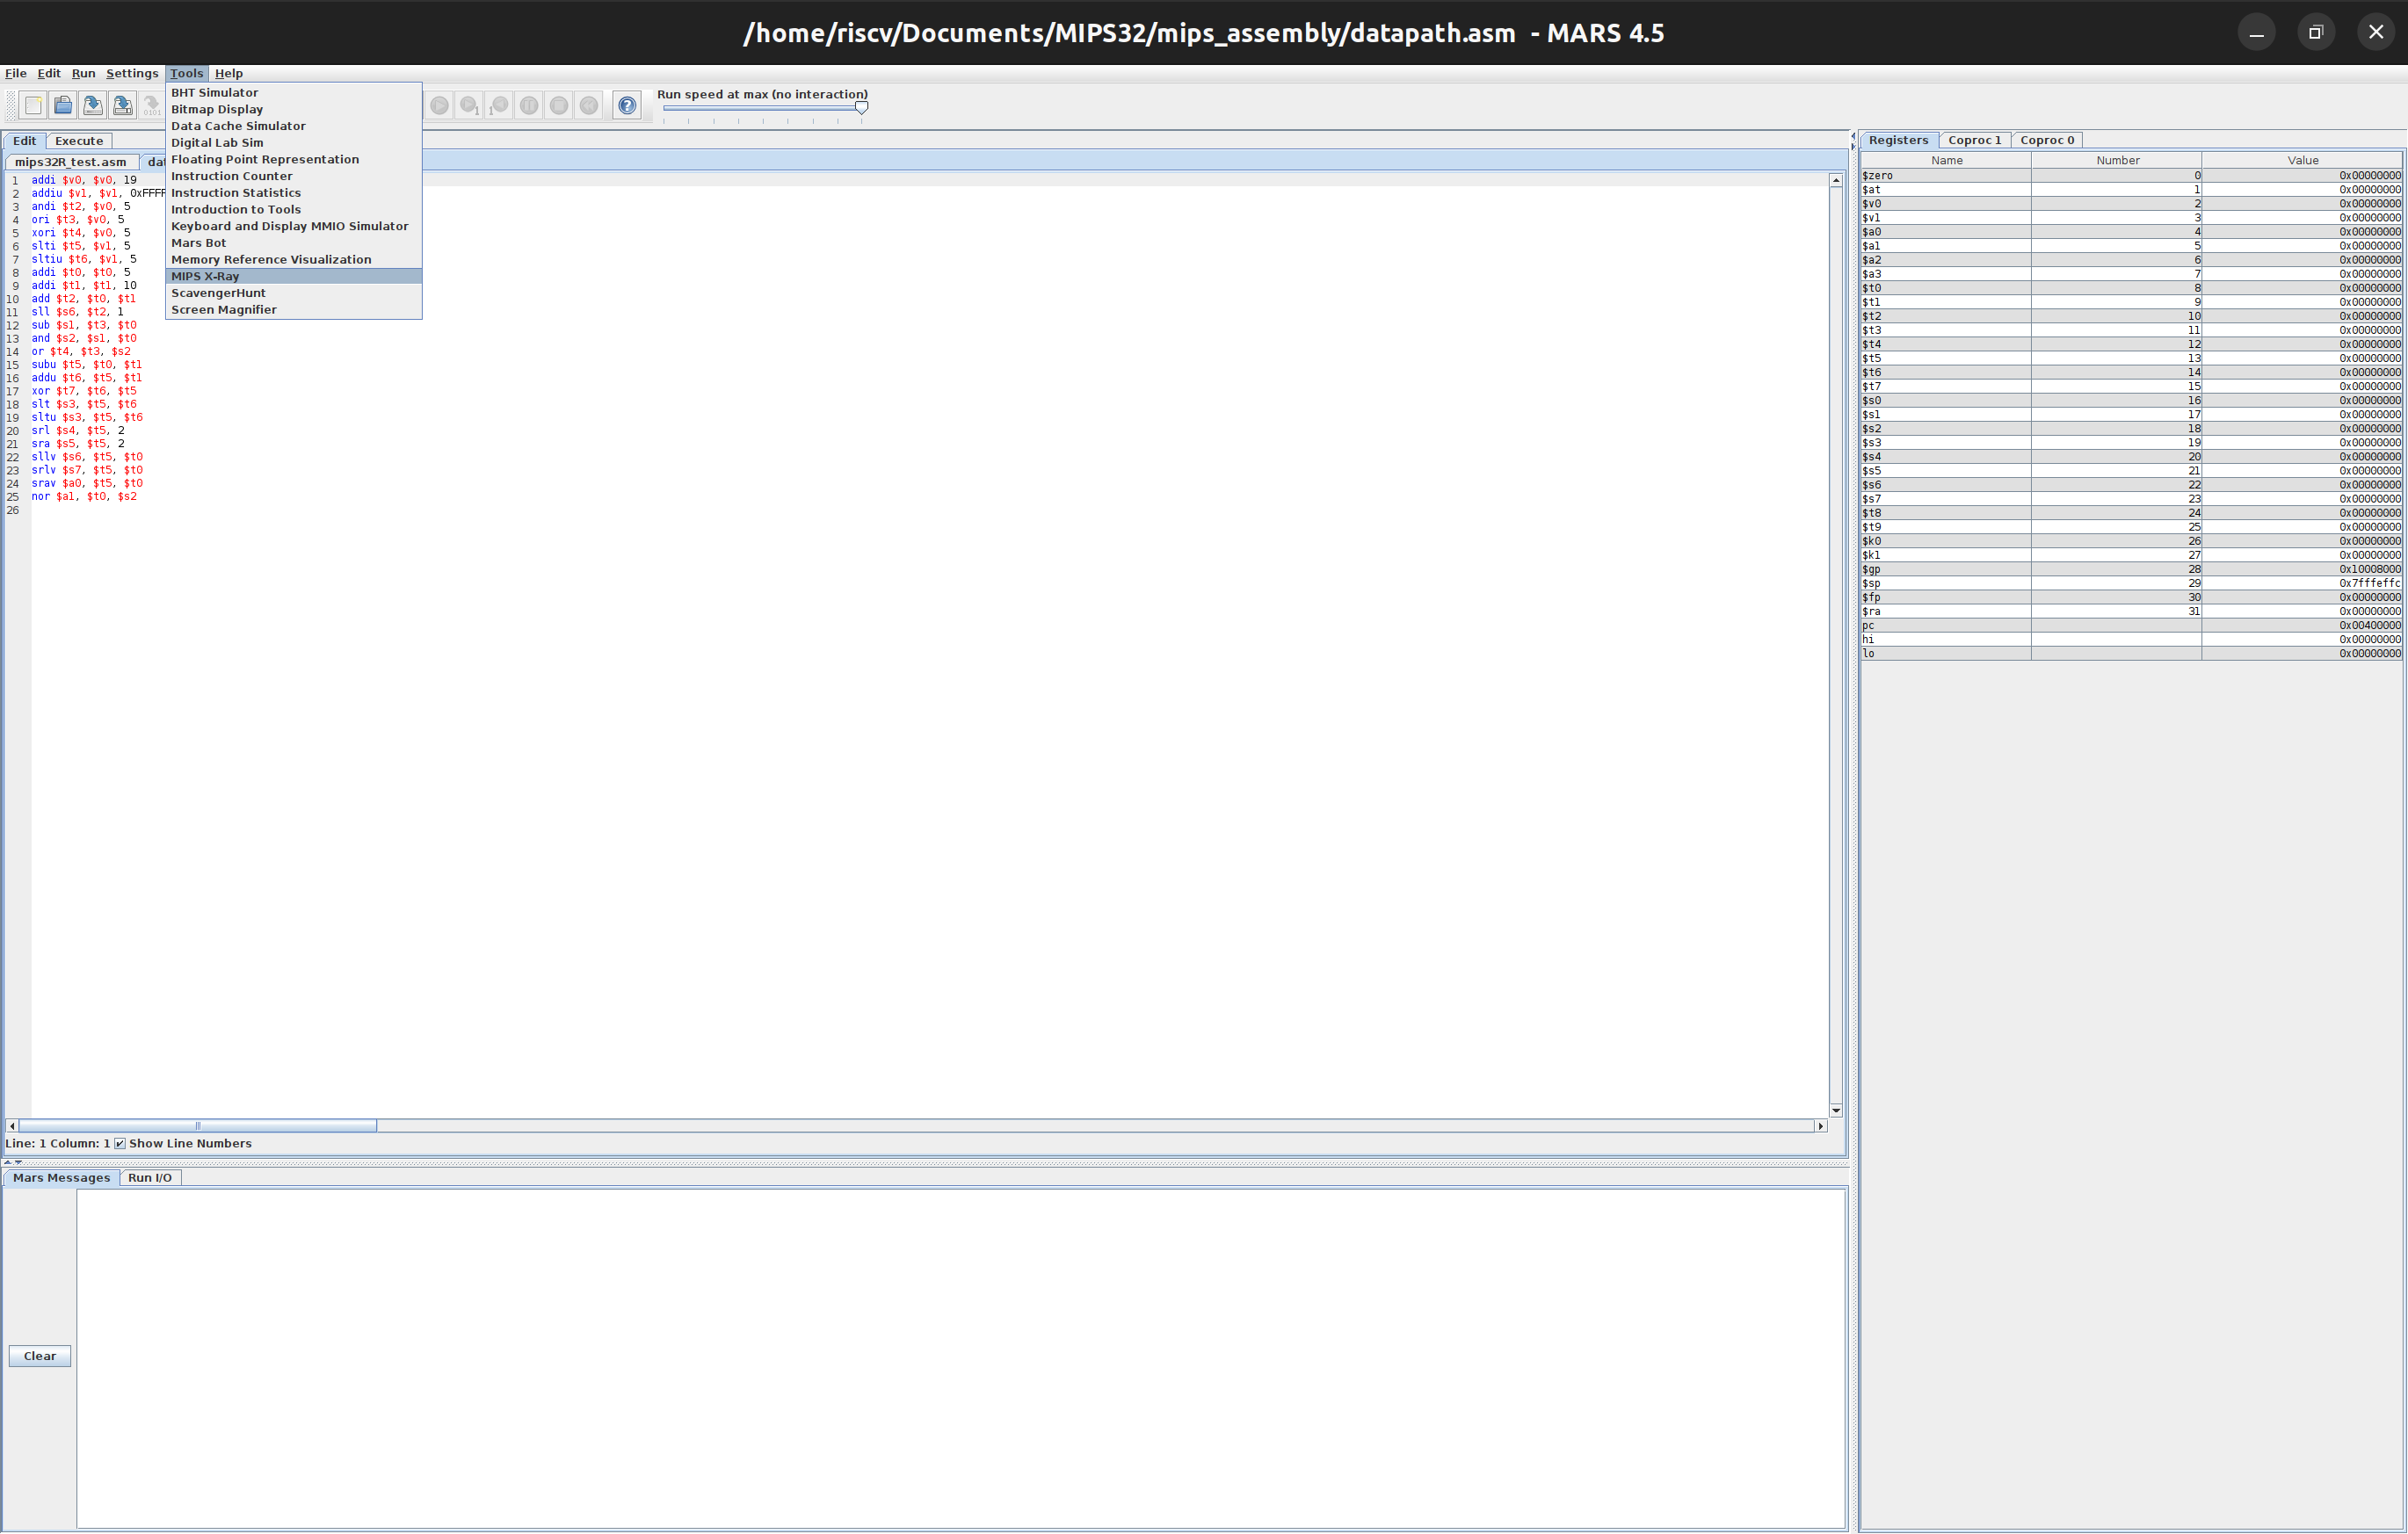 /home/riscv/Documents/MIPS32/mips_assembly/datapath.asm - MARS 4.5
File Edit Run Settings Tools Help
BHT Simulator
Bitmap Display
Data Cache Simulator
Digital Lab Sim
Floating Point Representation
Instruction Counter
Instruction Statistics
Introduction to Tools
Keyboard and Display MMIO Simulator
Mars Bot
Memory Reference Visualization
MIPS X-Ray
ScavengerHunt
Screen Magnifier
Run speed at max (no interaction)
Edit Execute
mips32R_test.asm dat
1 addi $v0, $v0, 19
2 addiu $v1, $v1, 0xFFFF
3 andi $t2, $v0, 5
4 ori $t3, $v0, 5
5 xori $t4, $v0, 5
6 slti $t5, $v1, 5
7 sltiu $t6, $v1, 5
8 addi $t0, $t0, 5
9 addi $t1, $t1, 10
10 add $t2, $t0, $t1
11 sll $s6, $t2, 1
12 sub $s1, $t3, $t0
13 and $s2, $s1, $t0
14 or $t4, $t3, $s2
15 subu $t5, $t0, $t1
16 addu $t6, $t5, $t1
17 xor $t7, $t6, $t5
18 slt $s3, $t5, $t6
19 sltu $s3, $t5, $t6
20 srl $s4, $t5, 2
21 sra $s5, $t5, 2
22 sllv $s6, $t5, $t0
23 srlv $s7, $t5, $t0
24 srav $a0, $t5, $t0
25 nor $a1, $t0, $s2
26
Line: 1 Column: 1 Show Line Numbers
Mars Messages Run I/O
Clear
Registers Coproc 1 Coproc 0
Name Number Value
$zero 0 0x00000000
$at 1 0x00000000
$v0 2 0x00000000
$v1 3 0x00000000
$a0 4 0x00000000
$a1 5 0x00000000
$a2 6 0x00000000
$a3 7 0x00000000
$t0 8 0x00000000
$t1 9 0x00000000
$t2 10 0x00000000
$t3 11 0x00000000
$t4 12 0x00000000
$t5 13 0x00000000
$t6 14 0x00000000
$t7 15 0x00000000
$s0 16 0x00000000
$s1 17 0x00000000
$s2 18 0x00000000
$s3 19 0x00000000
$s4 20 0x00000000
$s5 21 0x00000000
$s6 22 0x00000000
$s7 23 0x00000000
$t8 24 0x00000000
$t9 25 0x00000000
$k0 26 0x00000000
$k1 27 0x00000000
$gp 28 0x10008000
$sp 29 0x7fffeffc
$fp 30 0x00000000
$ra 31 0x00000000
pc 0x00400000
hi 0x00000000
lo 0x00000000